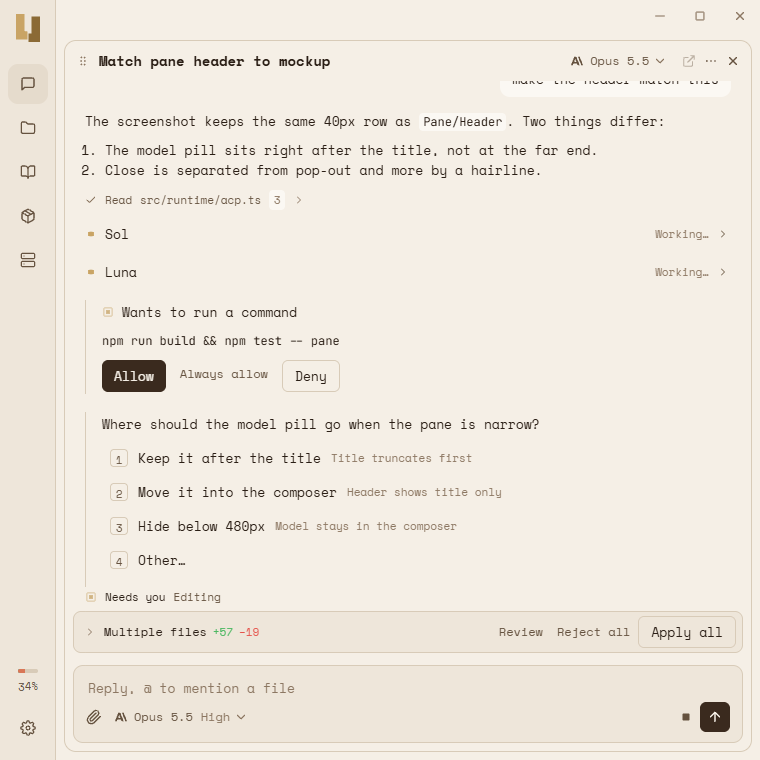 Match pane header to mockup
Opus 5.5
make the header match this
The screenshot keeps the same 40px row as Pane/Header. Two things differ:
1. The model pill sits right after the title, not at the far end.
2. Close is separated from pop-out and more by a hairline.
Read src/runtime/acp.ts 3
Sol Working…
Luna Working…
Wants to run a command
npm run build && npm test -- pane
Allow Always allow Deny
Where should the model pill go when the pane is narrow?
1 Keep it after the title Title truncates first
2 Move it into the composer Header shows title only
3 Hide below 480px Model stays in the composer
4 Other…
Needs you Editing
Multiple files +57 −19 Review Reject all Apply all
34%
Reply, @ to mention a file
Opus 5.5 High